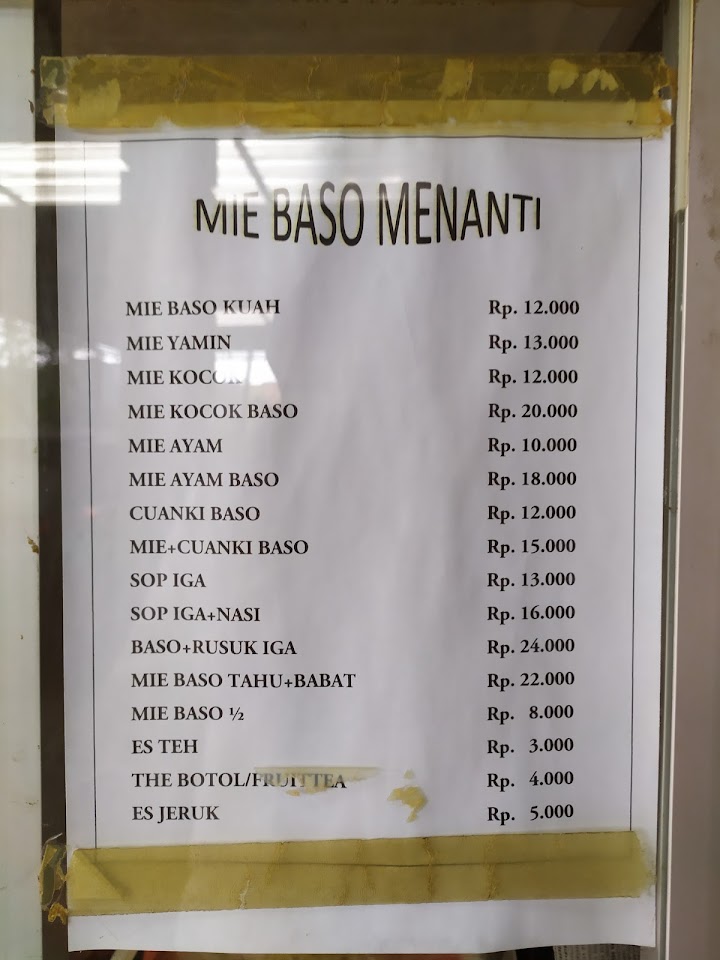 MIE BASO MENANTI
MIE BASO KUAH Rp. 12.000
MIE YAMIN Rp. 13.000
MIE KOCOK Rp. 12.000
MIE KOCOK BASO Rp. 20.000
MIE AYAM Rp. 10.000
MIE AYAM BASO Rp. 18.000
CUANKI BASO Rp. 12.000
MIE+CUANKI BASO Rp. 15.000
SOP IGA Rp. 13.000
SOP IGA+NASI Rp. 16.000
BASO+RUSUK IGA Rp. 24.000
MIE BASO TAHU+BABAT Rp. 22.000
MIE BASO ½ Rp. 8.000
ES TEH Rp. 3.000
THE BOTOL/FRUITTEA Rp. 4.000
ES JERUK Rp. 5.000